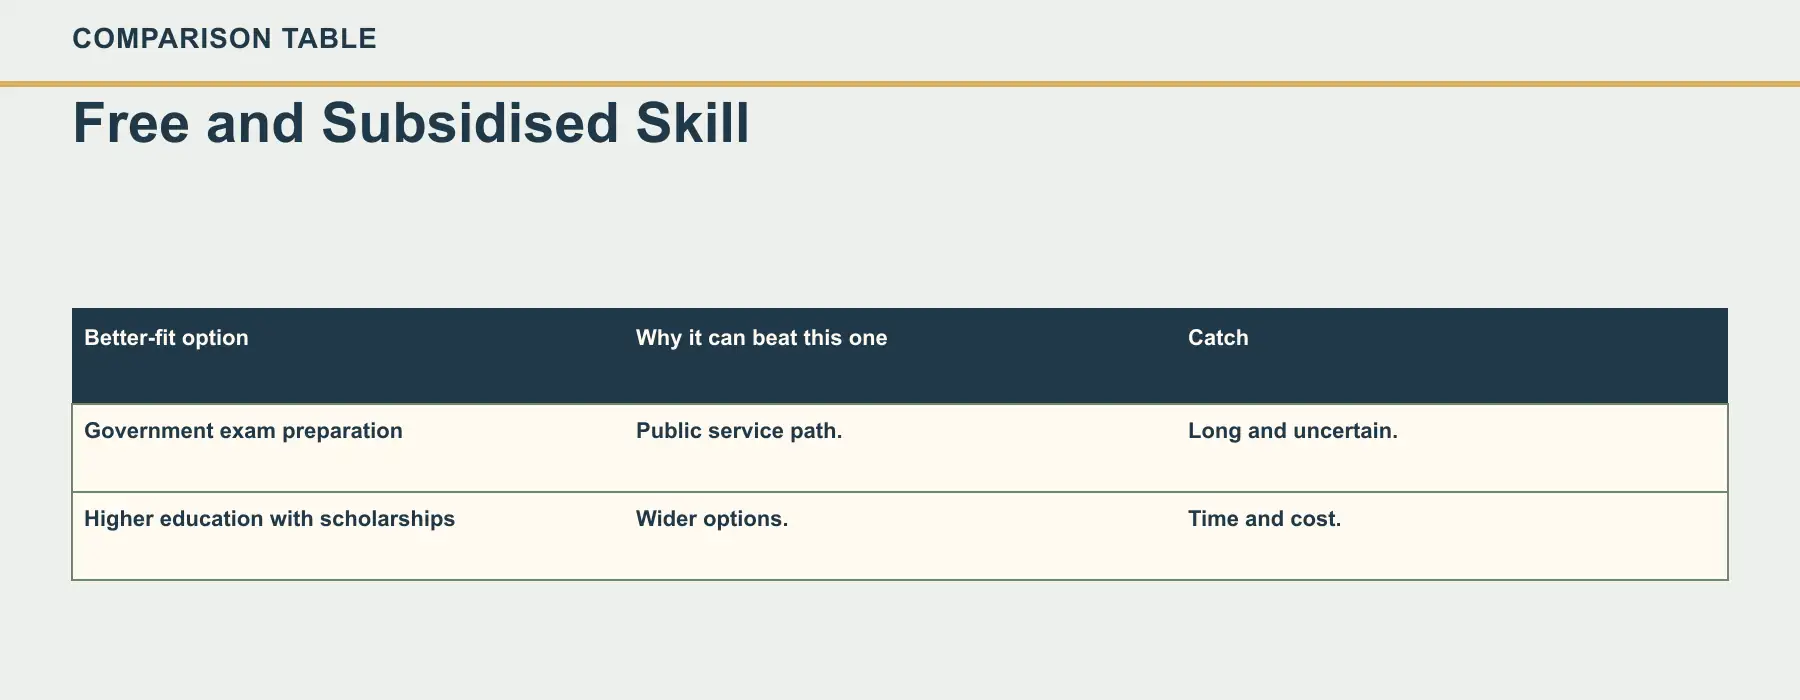 COMPARISON TABLE
Free and Subsidised Skill
Better-fit option Why it can beat this one Catch
Government exam preparation Public service path. Long and uncertain.
Higher education with scholarships Wider options. Time and cost.